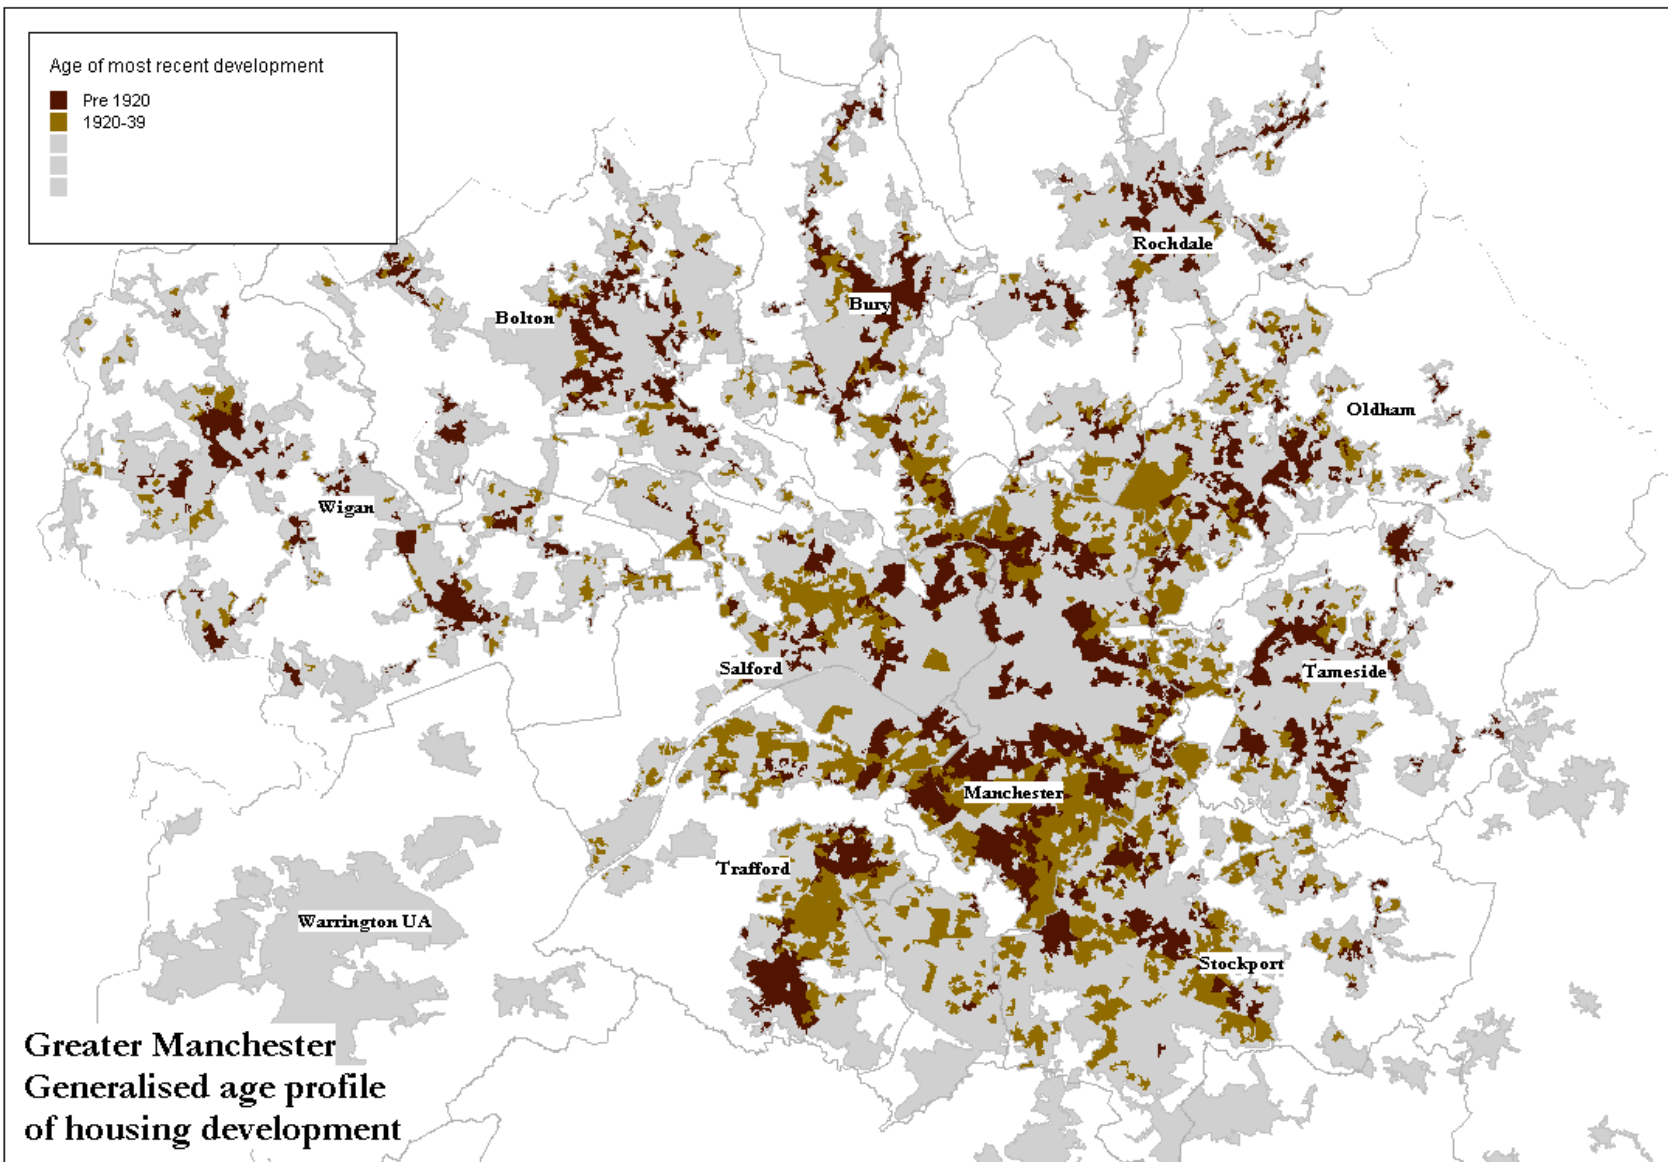 Age of most recent development
Pre 1920
1920-39
Rochdale
Bury
Bolton
Oldham
Wigan
Salford
Tameside
Manchester
Trafford
Warrington UA
Stockport
Greater Manchester
Generalised age profile
of housing development